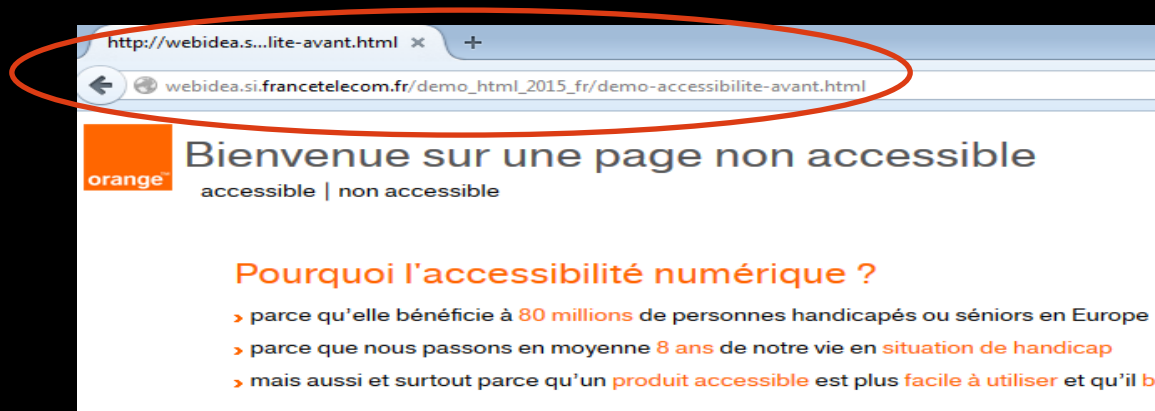 http://webidea.s...lite-avant.html
webidea.si.francetelecom.fr/demo_html_2015_fr/demo-accessibilite-avant.html
orange™
Bienvenue sur une page non accessible
accessible | non accessible
Pourquoi l'accessibilité numérique ?
parce qu’elle bénéficie à 80 millions de personnes handicapés ou séniors en Europe
parce que nous passons en moyenne 8 ans de notre vie en situation de handicap
mais aussi et surtout parce qu’un produit accessible est plus facile à utiliser et qu’il b